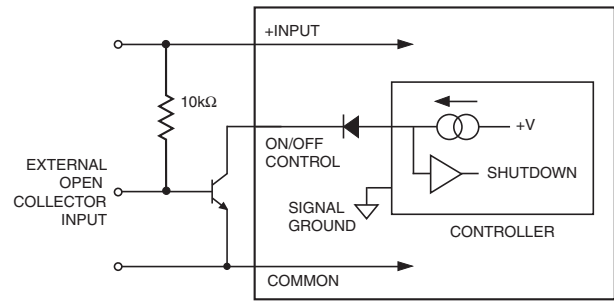 +INPUT
10kΩ
+V
ON/OFF
CONTROL
SHUTDOWN
EXTERNAL
OPEN
COLLECTOR
INPUT
SIGNAL
GROUND
CONTROLLER
COMMON